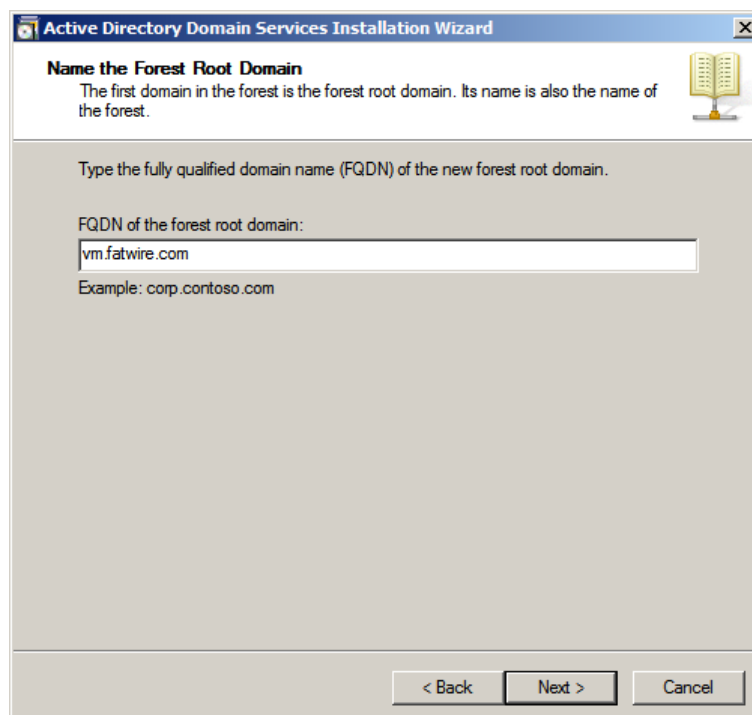 Active Directory Domain Services Installation Wizard
Name the Forest Root Domain
The first domain in the forest is the forest root domain. Its name is also the name of
the forest.
Type the fully qualified domain name (FQDN) of the new forest root domain.
FQDN of the forest root domain:
vm.fatwire.com
Example: corp.contoso.com
< Back Next > Cancel